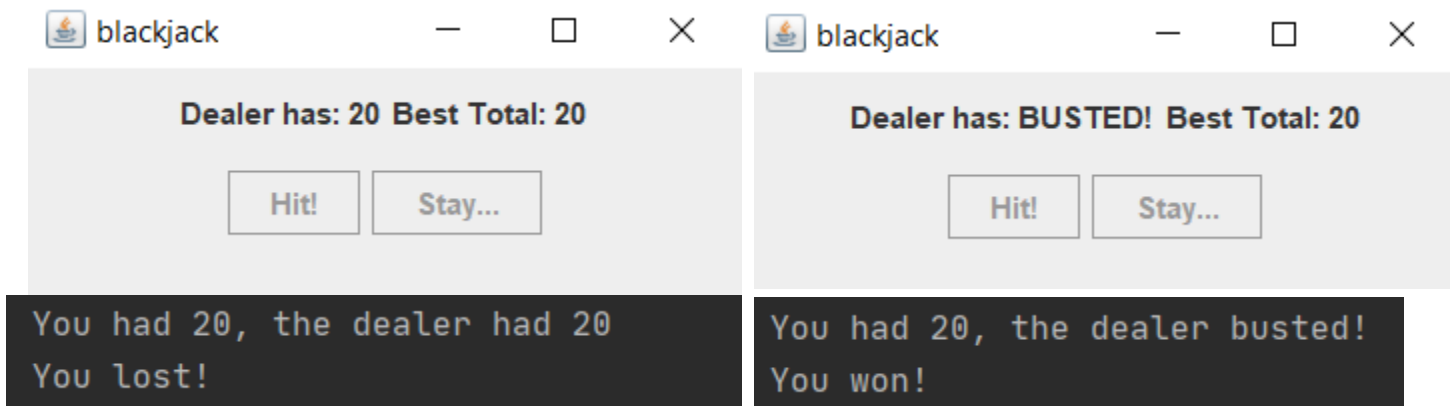 blackjack
Dealer has: 20 Best Total: 20
Hit! Stay...
You had 20, the dealer had 20
You lost!
blackjack
Dealer has: BUSTED! Best Total: 20
Hit! Stay...
You had 20, the dealer busted!
You won!